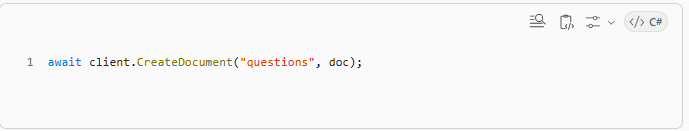 </> C#
1 await client.CreateDocument("questions", doc);